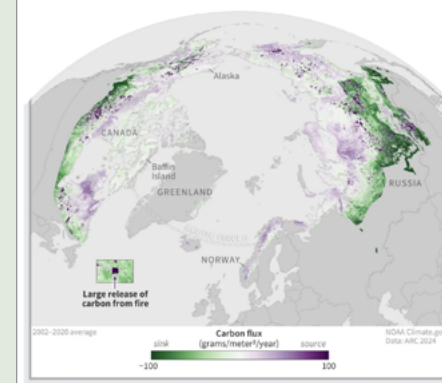 Alaska
CANADA
Baffin
Island
GREENLAND
RUSSIA
NORWAY
Large release of
carbon from fire
2002–2020 average
NOAA Climate.go
Data: ARC 2024
Carbon flux
sink (grams/meter²/year) source
−100 100